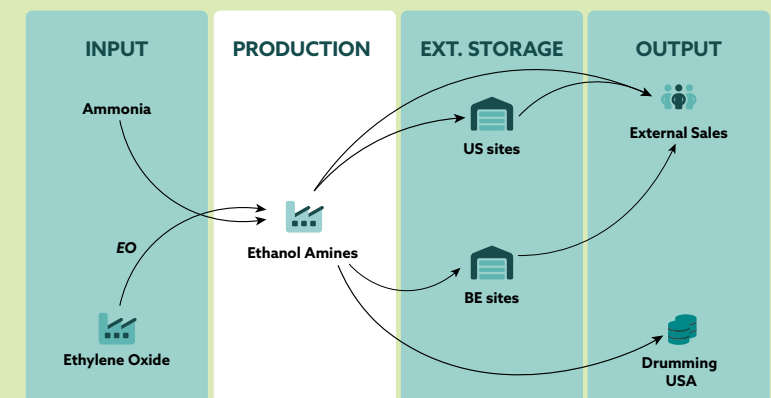 INPUT
PRODUCTION
EXT. STORAGE
OUTPUT
Ammonia
US sites
External Sales
EO
Ethanol Amines
BE sites
Ethylene Oxide
Drumming
USA